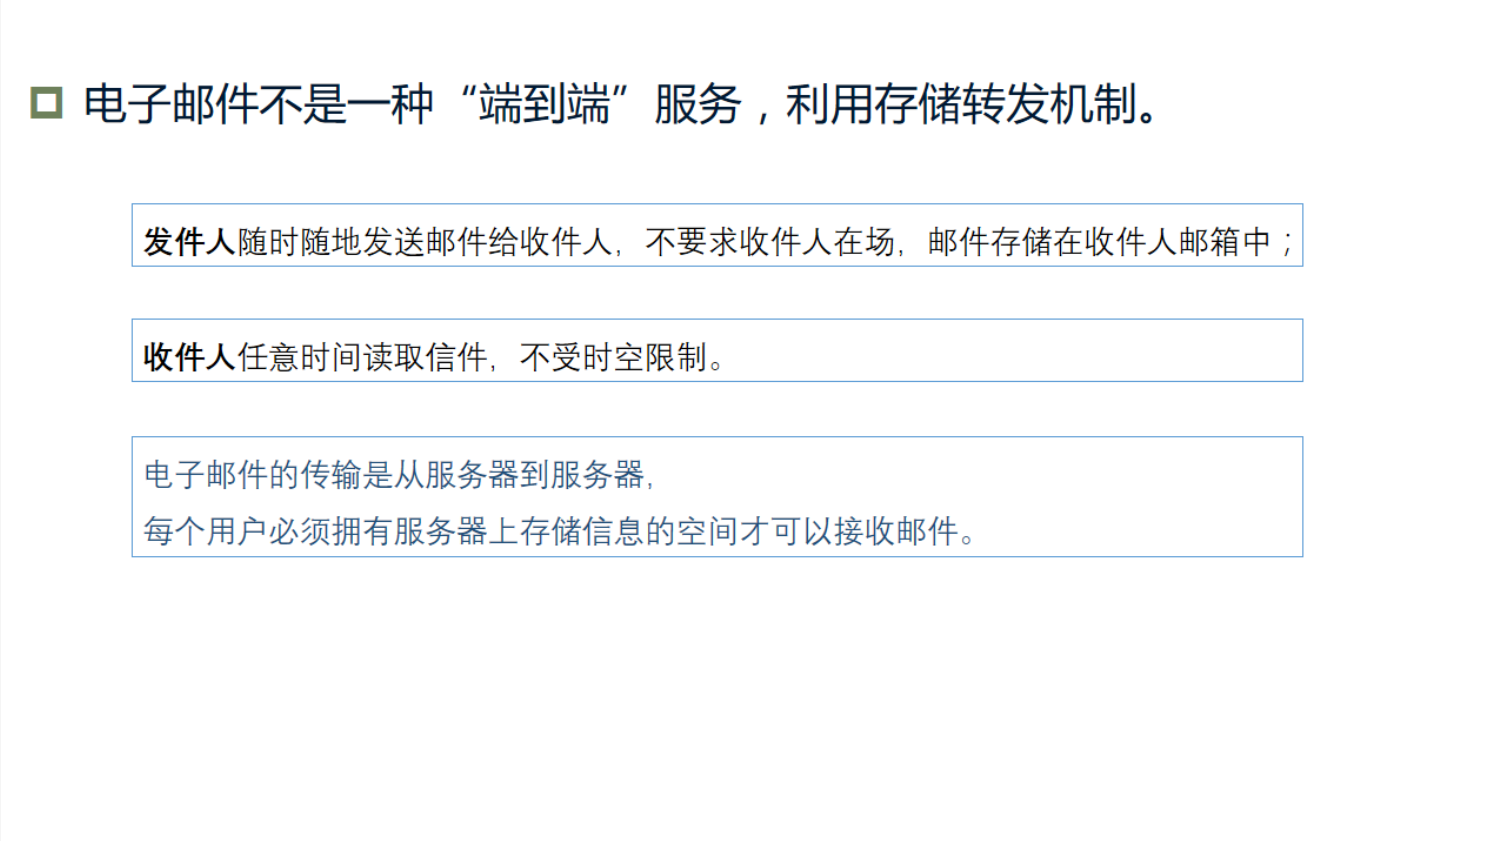 电子邮件不是一种“端到端”服务，利用存储转发机制。
发件人随时随地发送邮件给收件人，不要求收件人在场，邮件存储在收件人邮箱中；
收件人任意时间读取信件，不受时空限制。
电子邮件的传输是从服务器到服务器，
每个用户必须拥有服务器上存储信息的空间才可以接收邮件。